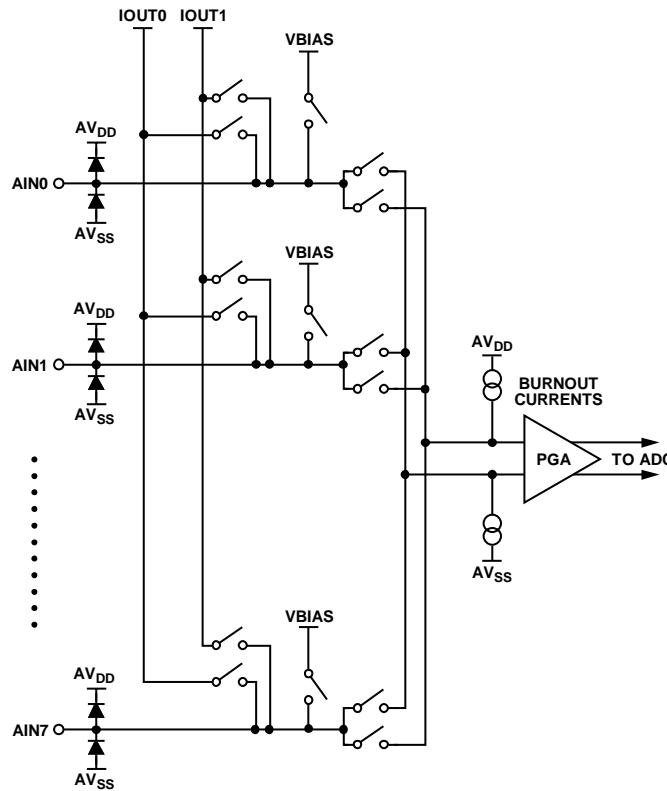 IOUT0 IOUT1
VBIAS
AVDD
AIN0
AVSS
VBIAS
AVDD
AIN1
AVSS
AVDD
BURNOUT
CURRENTS
PGA
TO ADC
AVSS
VBIAS
AVDD
AIN7
AVSS